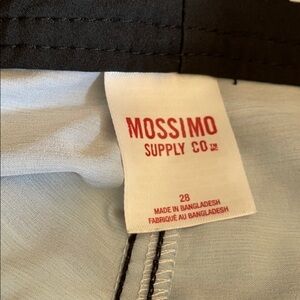 MOSSIMO
SUPPLY CO
28
MADE IN BANGLADESH
FABRIQUÉ AU BANGLADESH